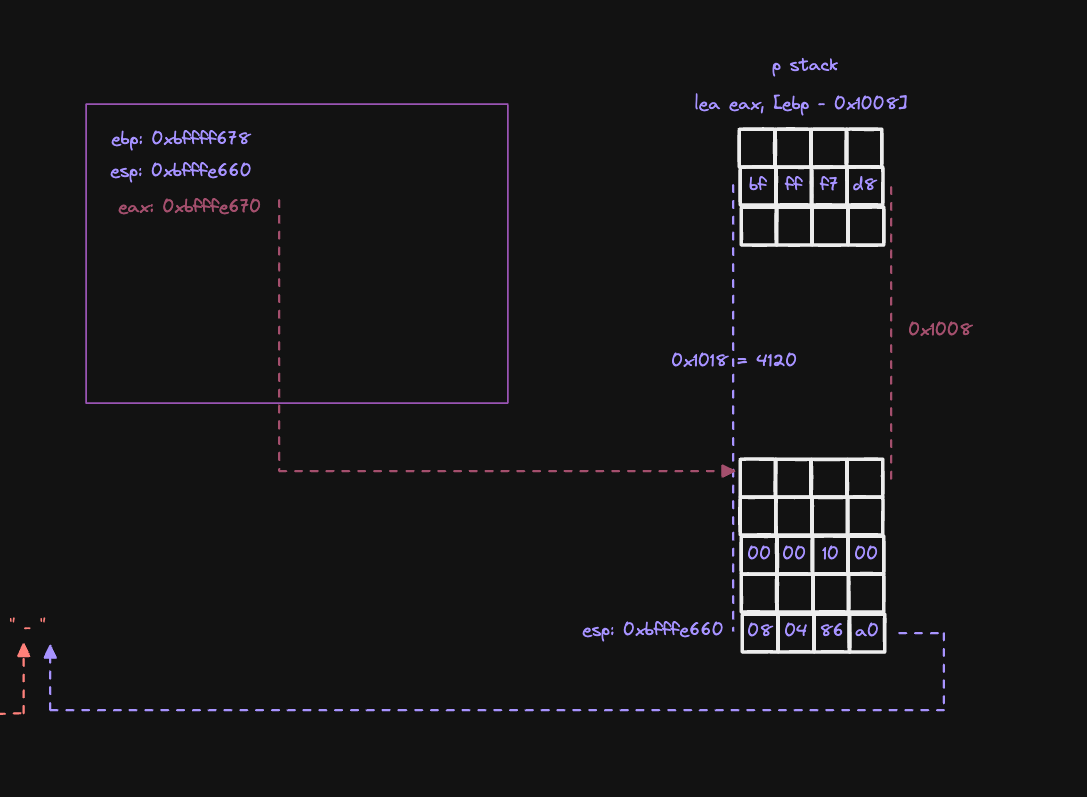 p stack
lea eax, [ebp - 0x1008]
ebp: 0xbffff678
esp: 0xbfffe660
eax: 0xbfffe670
bf ff f7 d8
0x1008
0x1018 = 4120
00 00 10 00
esp: 0xbfffe660
08 04 86 a0
" - "